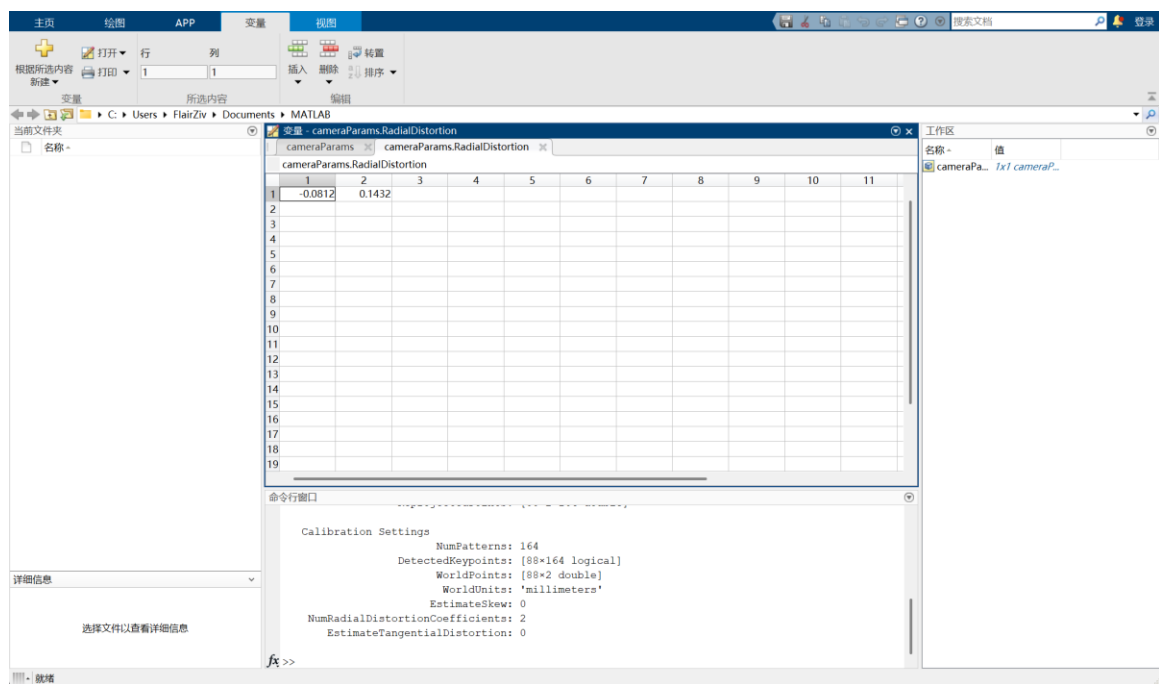 主页 绘图 APP 变量 视图 搜索文档 登录
根据所选内容 新建 打开 打印 行 1 列 1 插入 删除 转置 排序
变量 所选内容 编辑
C: Users FlairZiv Documents MATLAB
当前文件夹
名称
变量 - cameraParams.RadialDistortion
cameraParams cameraParams.RadialDistortion
cameraParams.RadialDistortion
1 2 3 4 5 6 7 8 9 10 11
1 -0.0812 0.1432
2
3
4
5
6
7
8
9
10
11
12
13
14
15
16
17
18
19
工作区
名称 值
cameraPa... 1x1 cameraP...
命令行窗口
Calibration Settings
NumPatterns: 164
DetectedKeypoints: [88×164 logical]
WorldPoints: [88×2 double]
WorldUnits: 'millimeters'
EstimateSkew: 0
NumRadialDistortionCoefficients: 2
EstimateTangentialDistortion: 0
fx >>
详细信息
选择文件以查看详细信息
就绪